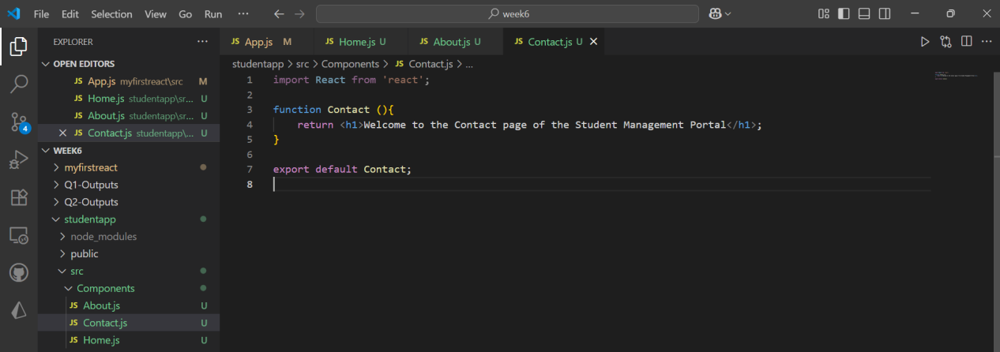 File Edit Selection View Go Run ··· week6
EXPLORER ···
App.js M
Home.js U
About.js U
Contact.js U
OPEN EDITORS
JS App.js myfirstreact\src M
JS Home.js studentapp\sr... U
JS About.js studentapp\sr... U
JS Contact.js studentapp\... U
WEEK6
myfirstreact
Q1-Outputs
Q2-Outputs
studentapp
node_modules
public
src
Components
JS About.js U
JS Contact.js U
JS Home.js U
4
studentapp > src > Components > JS Contact.js > ...
1 import React from 'react';
2
3 function Contact (){
4 return <h1>Welcome to the Contact page of the Student Management Portal</h1>;
5 }
6
7 export default Contact;
8